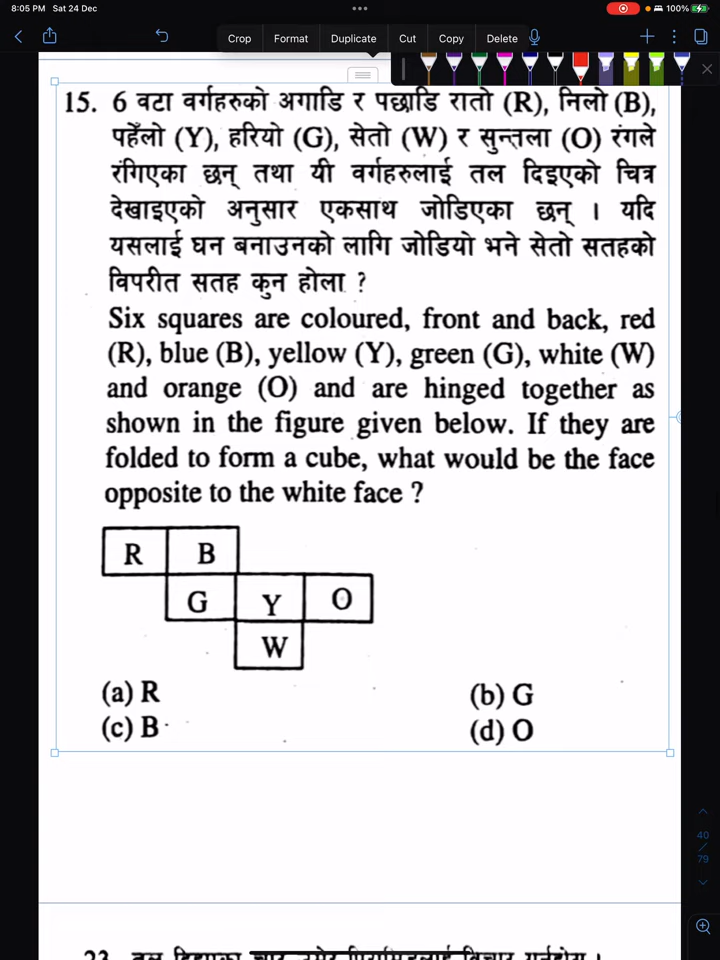 8:05 PM Sat 24 Dec
100%
Crop Format Duplicate Cut Copy Delete
15. 6 वटा वर्गहरुको अगाडि र पछाडि रातो (R), निलो (B),
पहेँलो (Y), हरियो (G), सेतो (W) र सुन्तला (O) रंगले
रंगिएका छन् तथा यी वर्गहरुलाई तल दिइएको चित्र
देखाइएको अनुसार एकसाथ जोडिएका छन् । यदि
यसलाई घन बनाउनको लागि जोडियो भने सेतो सतहको
विपरीत सतह कुन होला ?
Six squares are coloured, front and back, red
(R), blue (B), yellow (Y), green (G), white (W)
and orange (O) and are hinged together as
shown in the figure given below. If they are
folded to form a cube, what would be the face
opposite to the white face ?
R B
G Y O
W
(a) R (b) G
(c) B (d) O
40
/
79